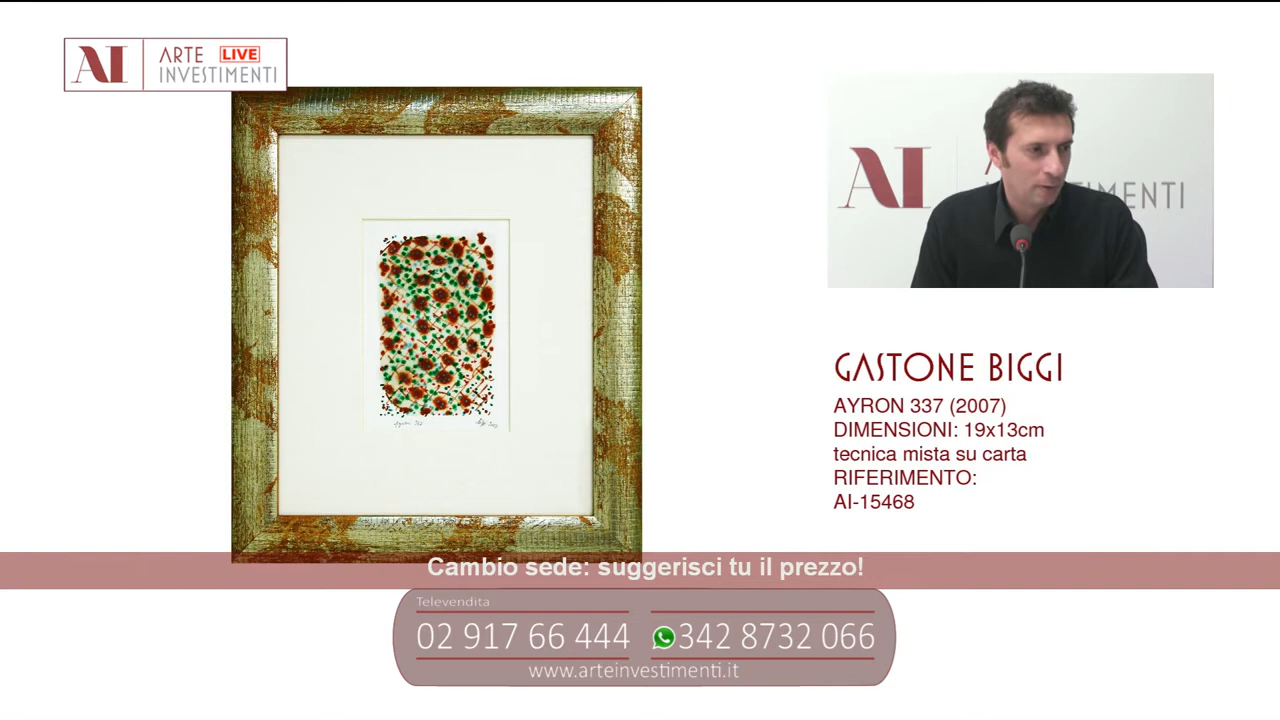 AI
ARTE LIVE
INVESTIMENTI
AI
TIMENTI
GASTONE BIGGI
AYRON 337 (2007)
DIMENSIONI: 19x13cm
tecnica mista su carta
RIFERIMENTO:
AI-15468
Cambio sede: suggerisci tu il prezzo!
Televendita
02 917 66 444 342 8732 066
www.arteinvestimenti.it